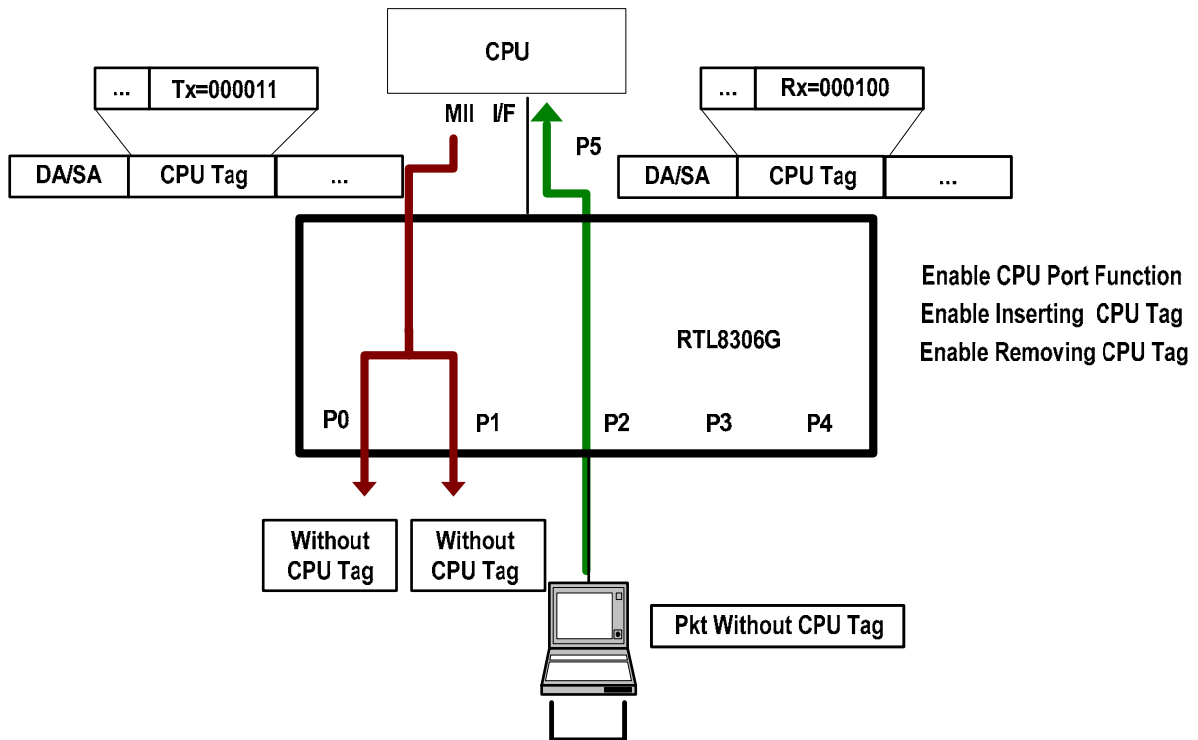 CPU
... Tx=000011
... Rx=000100
MII I/F
P5
DA/SA CPU Tag ...
DA/SA CPU Tag ...
Enable CPU Port Function
Enable Inserting CPU Tag
Enable Removing CPU Tag
RTL8306G
P0 P1 P2 P3 P4
Without
CPU Tag
Without
CPU Tag
Pkt Without CPU Tag